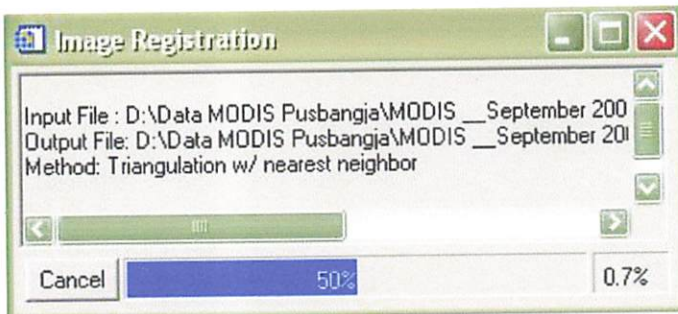 Image Registration
Input File : D:\Data MODIS Pusbangja\MODIS __September 200
Output File: D:\Data MODIS Pusbangja\MODIS __September 20
Method: Triangulation w/ nearest neighbor
Cancel 50% 0.7%